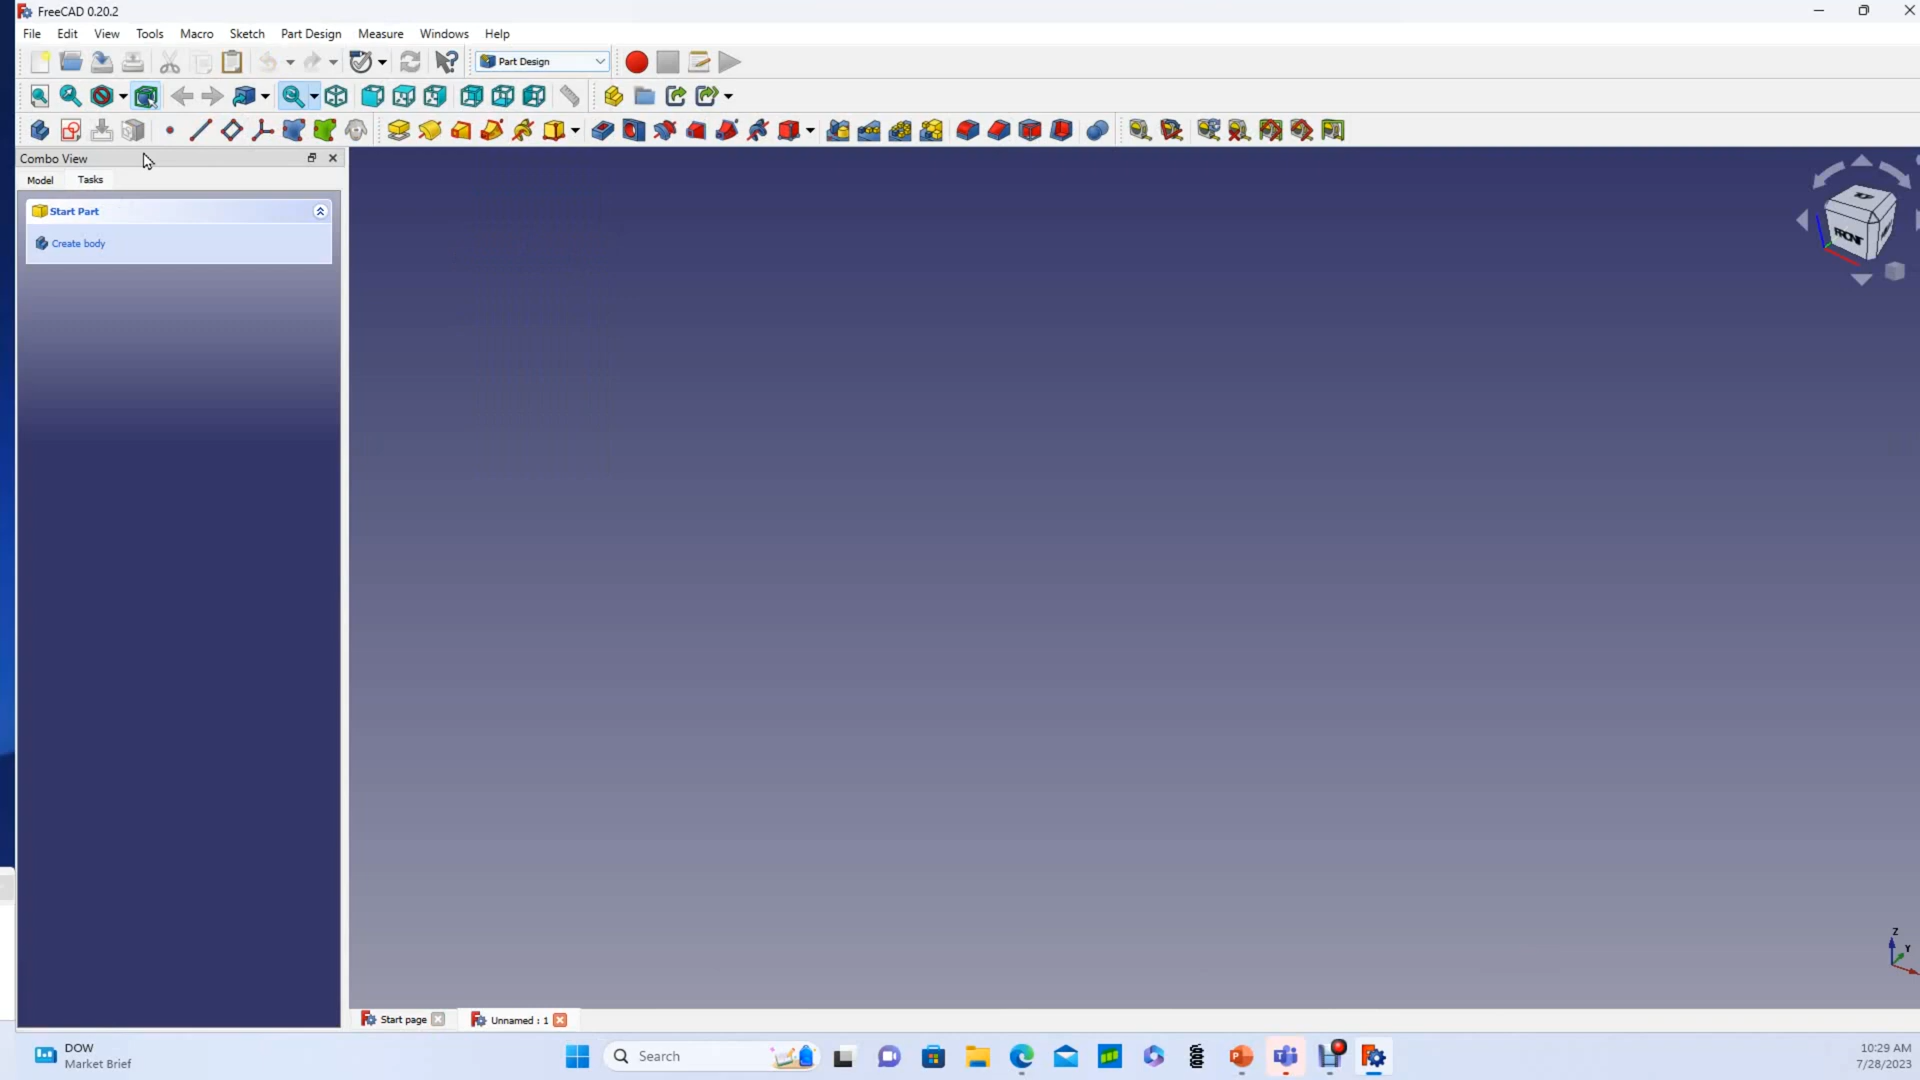 FreeCAD 0.20.2
File Edit View Tools Macro Sketch Part Design Measure Windows Help
Part Design
Combo View
Model Tasks
Start Part
Create body
TOP
FRONT
Z
Y
Start page Unnamed : 1
DOW
Market Brief
Search
10:29 AM
7/28/2023